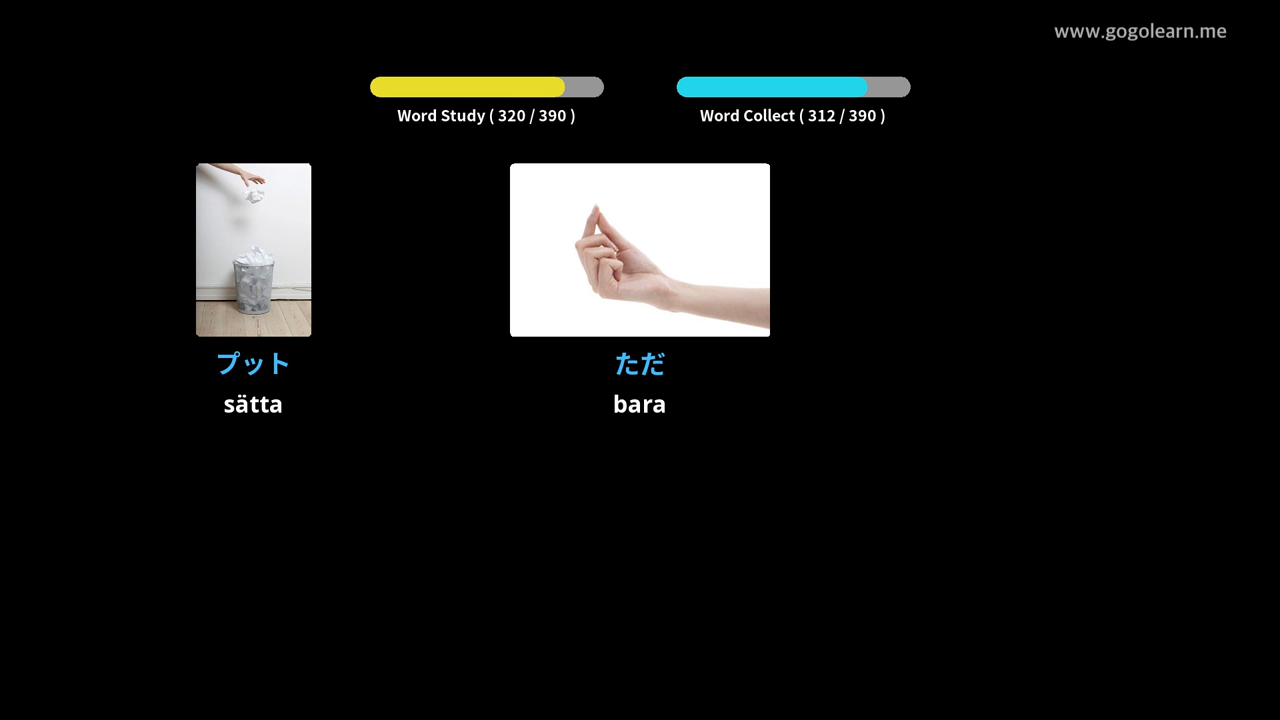 www.gogolearn.me
Word Study ( 320 / 390 )
Word Collect ( 312 / 390 )
プット
ただ
sätta
bara